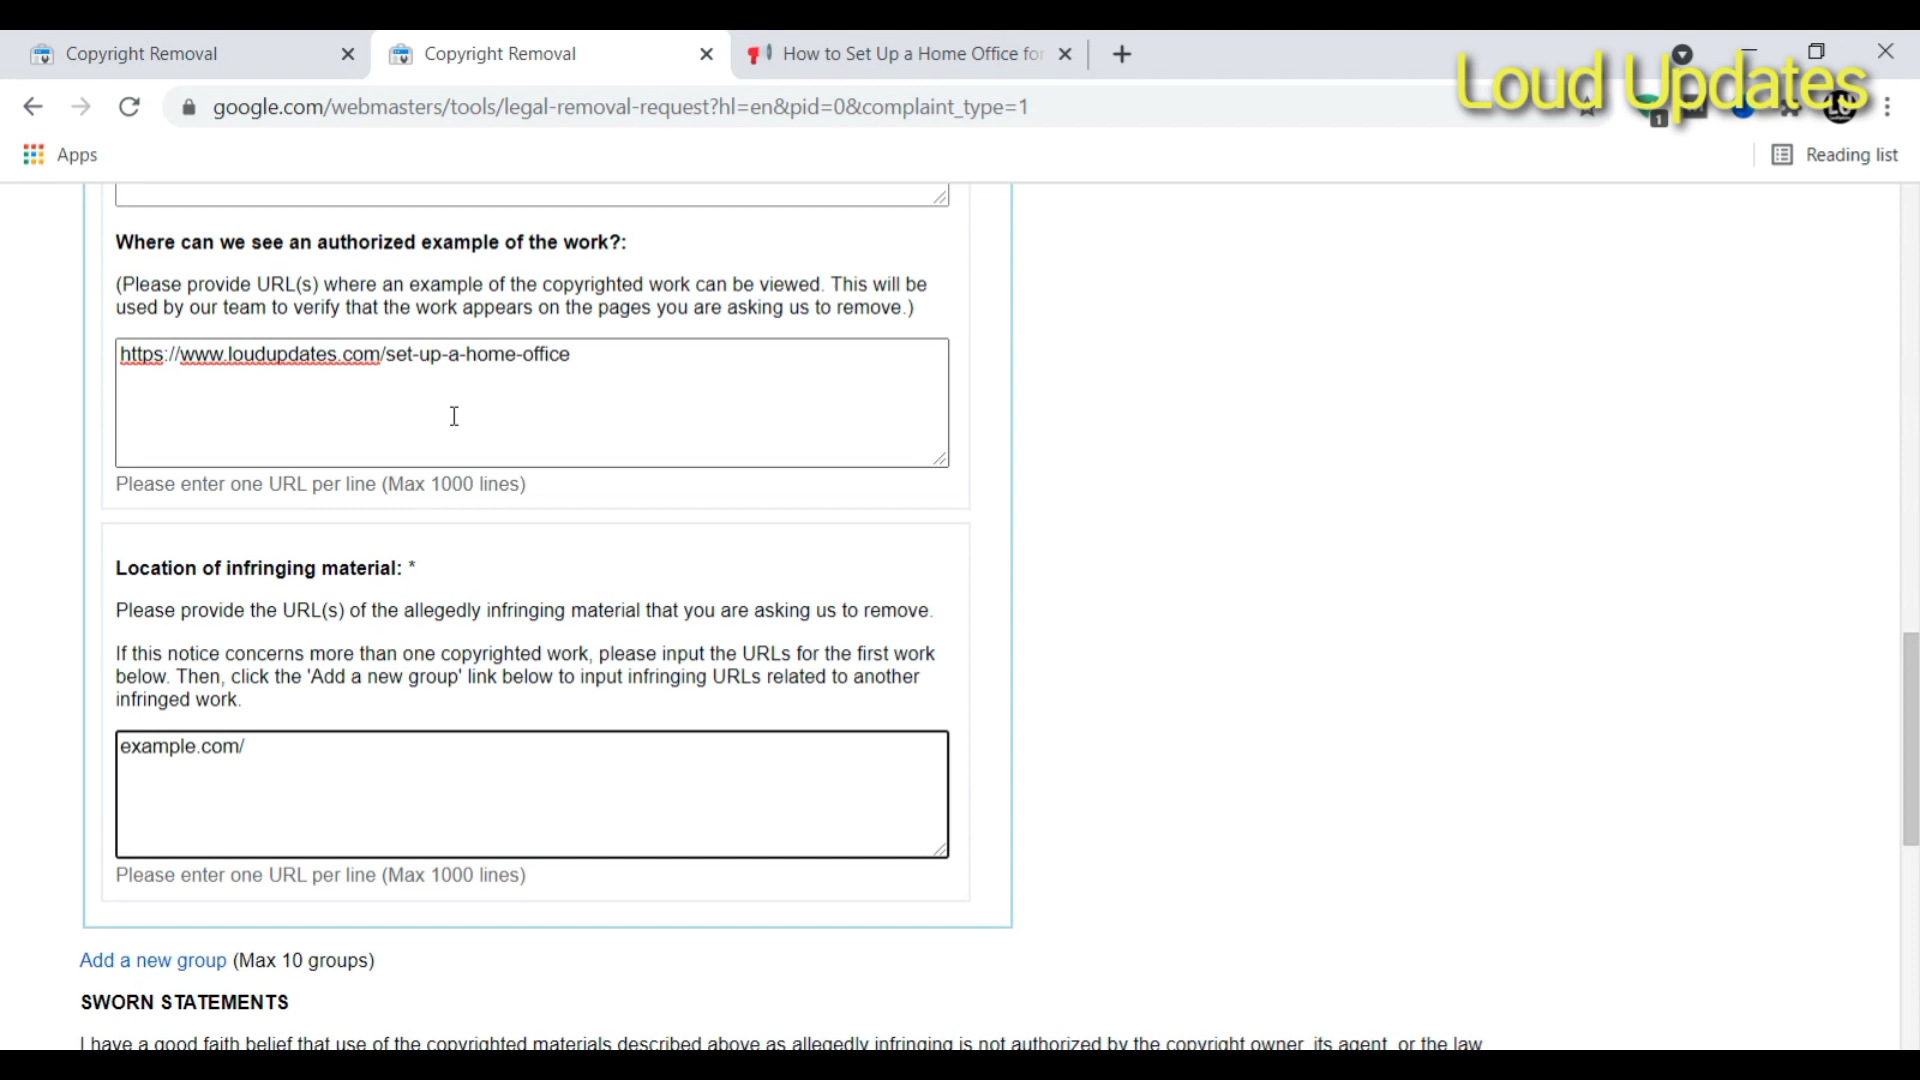 Copyright Removal
Copyright Removal
How to Set Up a Home Office for
Loud Updates
google.com/webmasters/tools/legal-removal-request?hl=en&pid=0&complaint_type=1
1
Apps
Reading list
Where can we see an authorized example of the work?:
(Please provide URL(s) where an example of the copyrighted work can be viewed. This will be
used by our team to verify that the work appears on the pages you are asking us to remove.)
https://www.loudupdates.com/set-up-a-home-office
Please enter one URL per line (Max 1000 lines)
Location of infringing material: *
Please provide the URL(s) of the allegedly infringing material that you are asking us to remove.
If this notice concerns more than one copyrighted work, please input the URLs for the first work
below. Then, click the 'Add a new group' link below to input infringing URLs related to another
infringed work.
example.com/
Please enter one URL per line (Max 1000 lines)
Add a new group (Max 10 groups)
SWORN STATEMENTS
I have a good faith belief that use of the copyrighted materials described above as allegedly infringing is not authorized by the copyright owner, its agent, or the law